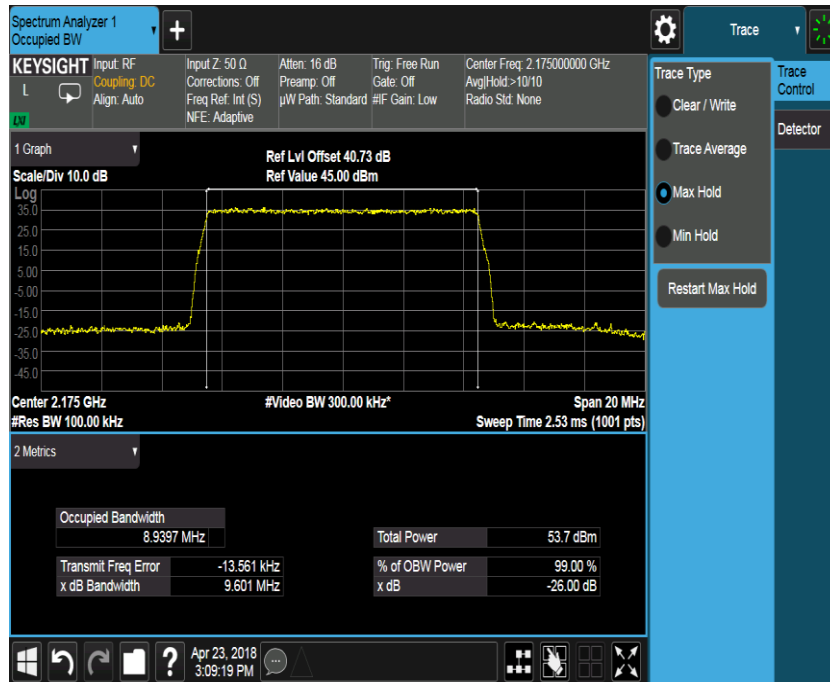 Spectrum Analyzer 1
Occupied BW
+
Trace
KEYSIGHT Input: RF Input Z: 50 Ω Atten: 16 dB Trig: Free Run Center Freq: 2.175000000 GHz
L Coupling: DC Corrections: Off Preamp: Off Gate: Off Avg|Hold:>10/10
Align: Auto Freq Ref: Int (S) µW Path: Standard #IF Gain: Low Radio Std: None
NFE: Adaptive
LXI
Trace Type
Clear / Write
Trace Average
Max Hold
Min Hold
Restart Max Hold
Trace
Control
Detector
1 Graph
Ref Lvl Offset 40.73 dB
Scale/Div 10.0 dB Ref Value 45.00 dBm
Log
35.0
25.0
15.0
5.00
-5.00
-15.0
-25.0
-35.0
-45.0
Center 2.175 GHz #Video BW 300.00 kHz* Span 20 MHz
#Res BW 100.00 kHz Sweep Time 2.53 ms (1001 pts)
2 Metrics
Occupied Bandwidth
8.9397 MHz Total Power 53.7 dBm
Transmit Freq Error -13.561 kHz % of OBW Power 99.00 %
x dB Bandwidth 9.601 MHz x dB -26.00 dB
? Apr 23, 2018
3:09:19 PM